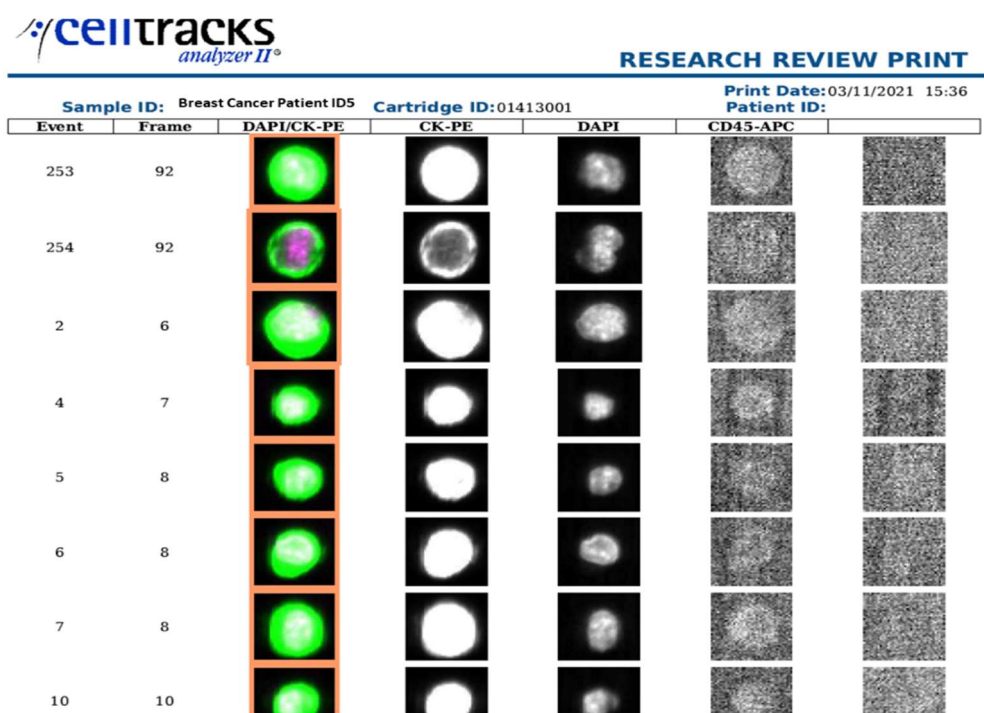 celltracks
analyzer II®
RESEARCH REVIEW PRINT
Print Date: 03/11/2021 15:36
Sample ID: Breast Cancer Patient ID5 Cartridge ID: 01413001 Patient ID:
Event Frame DAPI/CK-PE CK-PE DAPI CD45-APC
253 92
254 92
2 6
4 7
5 8
6 8
7 8
10 10